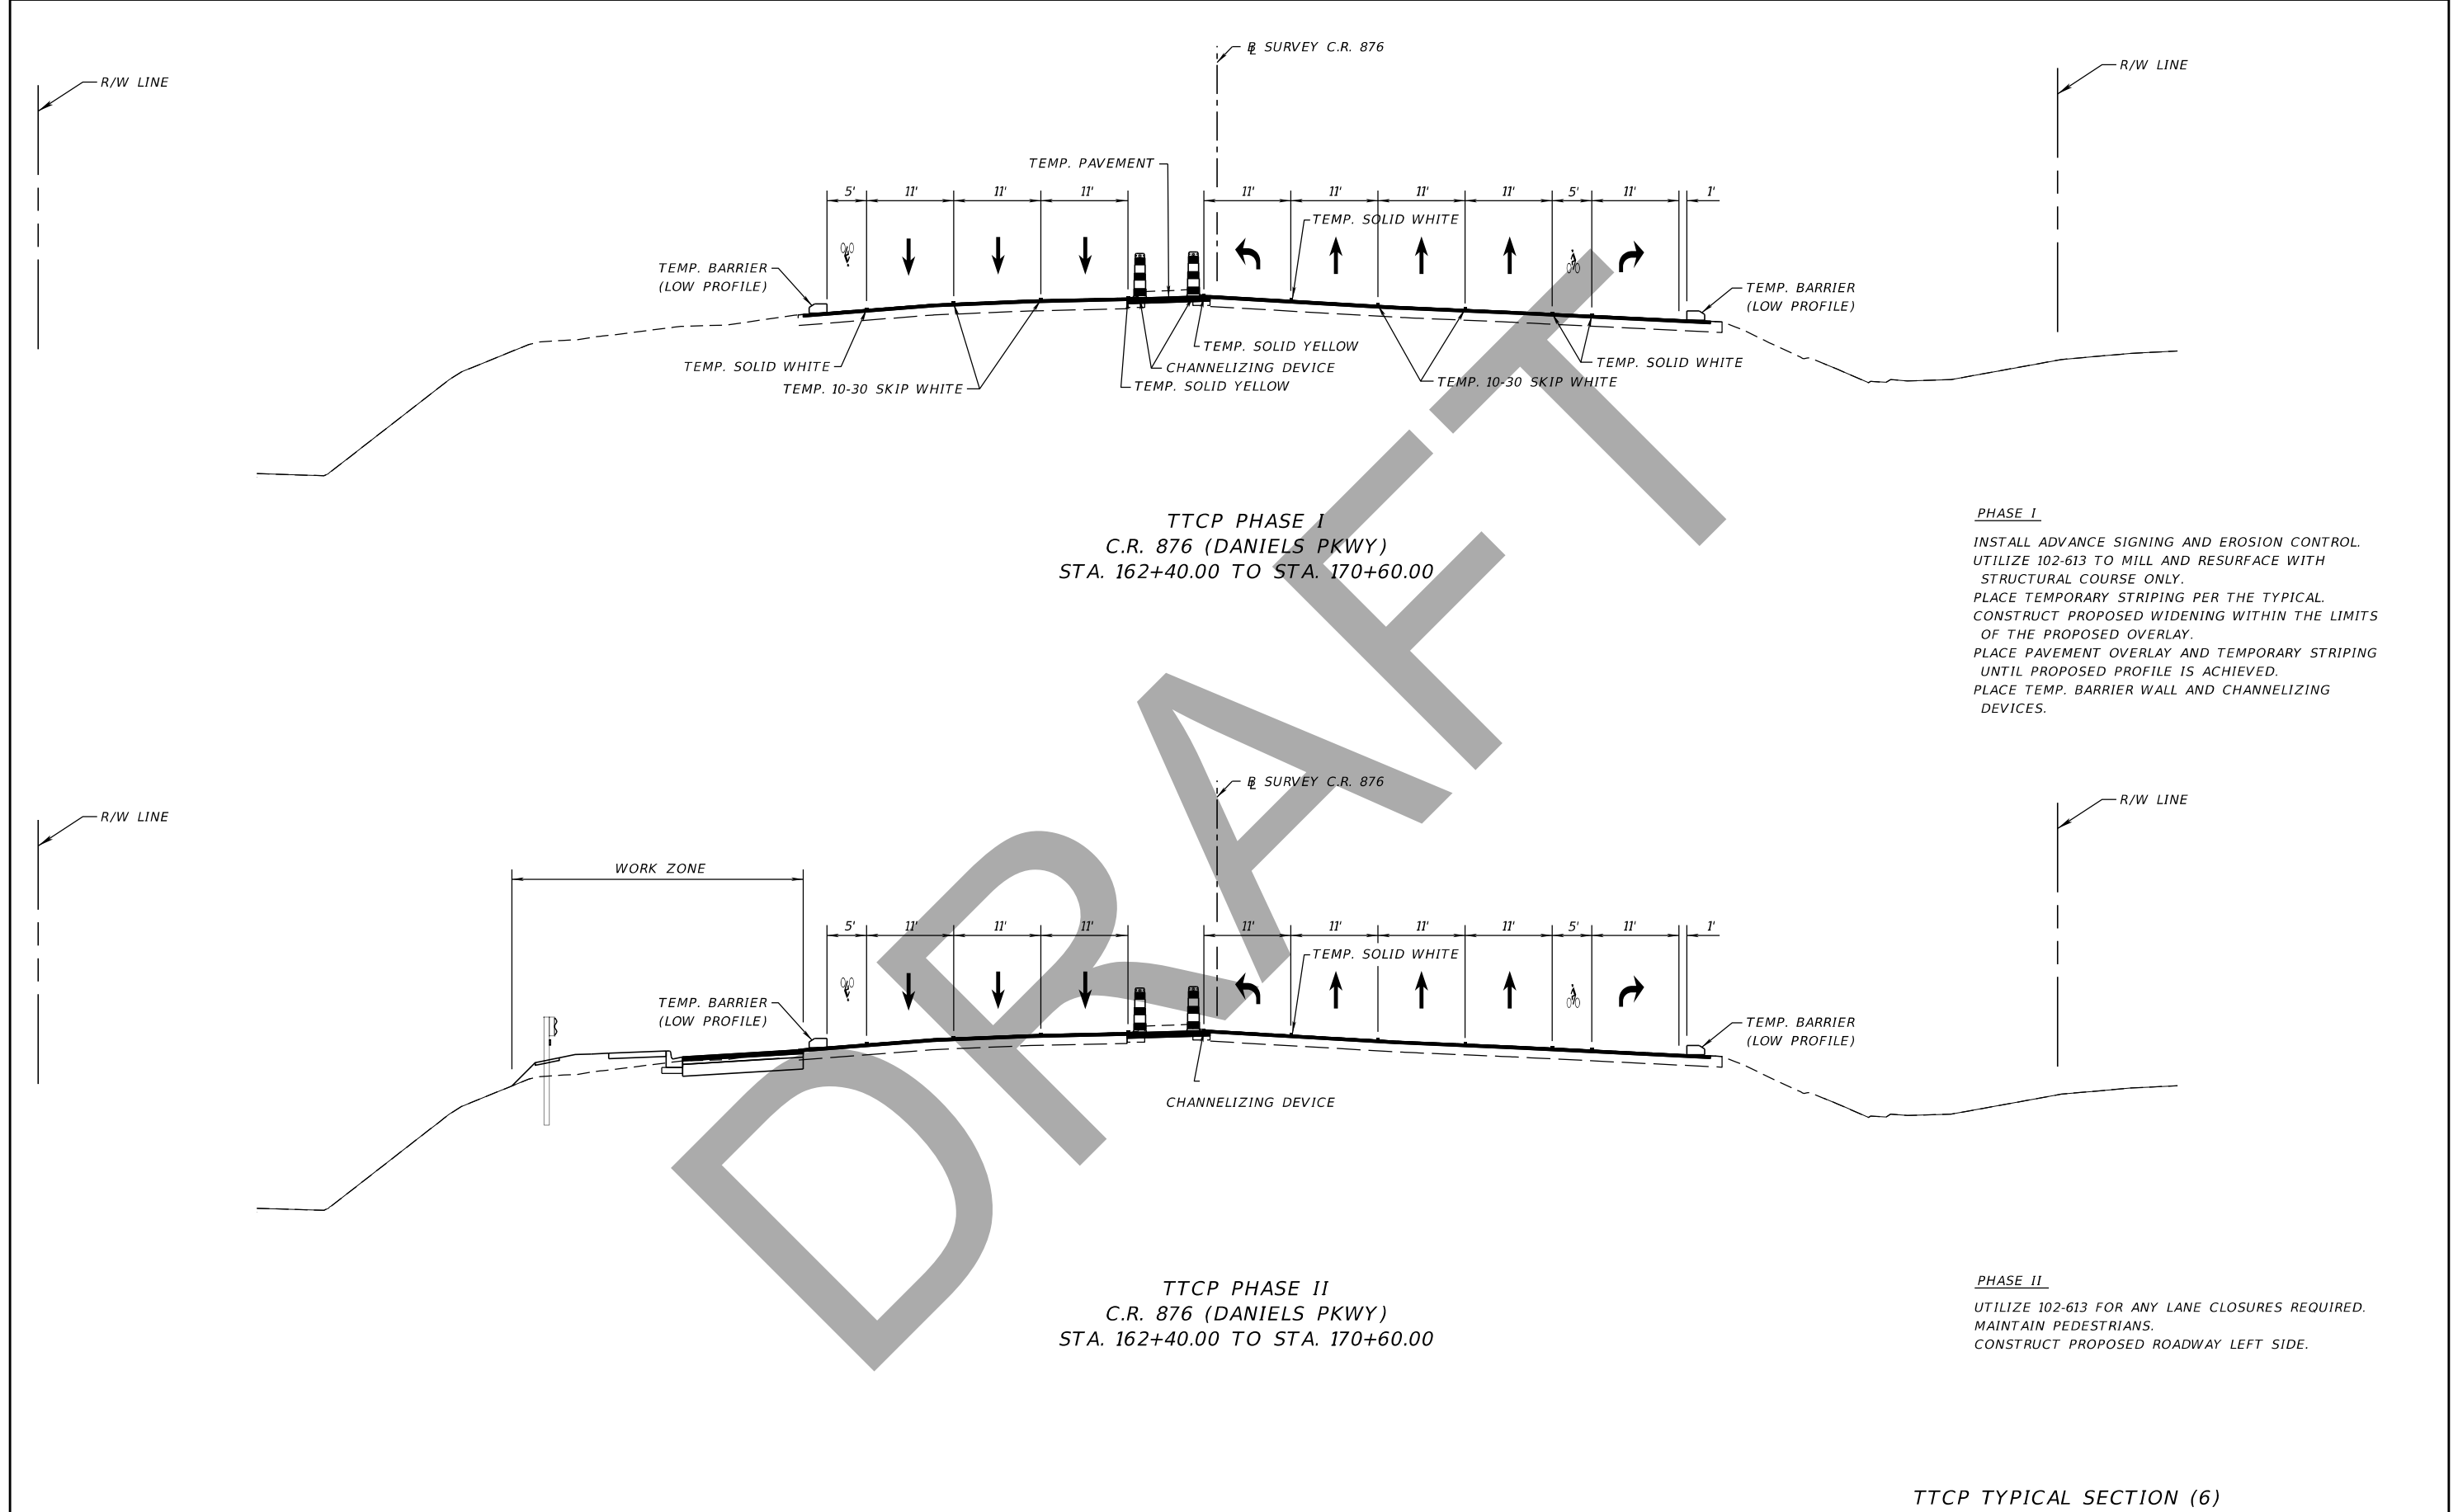 ℄ SURVEY C.R. 876
R/W LINE
R/W LINE
TEMP. PAVEMENT
5' 11' 11' 11' 11' 11' 11' 11' 5' 11' 1'
TEMP. SOLID WHITE
TEMP. BARRIER
(LOW PROFILE)
TEMP. BARRIER
(LOW PROFILE)
TEMP. SOLID YELLOW
TEMP. SOLID WHITE
CHANNELIZING DEVICE
TEMP. SOLID WHITE
TEMP. 10-30 SKIP WHITE
TEMP. SOLID YELLOW
TEMP. 10-30 SKIP WHITE
TTCP PHASE I
C.R. 876 (DANIELS PKWY)
STA. 162+40.00 TO STA. 170+60.00
PHASE I
INSTALL ADVANCE SIGNING AND EROSION CONTROL.
UTILIZE 102-613 TO MILL AND RESURFACE WITH
STRUCTURAL COURSE ONLY.
PLACE TEMPORARY STRIPING PER THE TYPICAL.
CONSTRUCT PROPOSED WIDENING WITHIN THE LIMITS
OF THE PROPOSED OVERLAY.
PLACE PAVEMENT OVERLAY AND TEMPORARY STRIPING
UNTIL PROPOSED PROFILE IS ACHIEVED.
PLACE TEMP. BARRIER WALL AND CHANNELIZING
DEVICES.
DRAFT
℄ SURVEY C.R. 876
R/W LINE
R/W LINE
WORK ZONE
5' 11' 11' 11' 11' 11' 11' 11' 5' 11' 1'
TEMP. SOLID WHITE
TEMP. BARRIER
(LOW PROFILE)
TEMP. BARRIER
(LOW PROFILE)
CHANNELIZING DEVICE
TTCP PHASE II
C.R. 876 (DANIELS PKWY)
STA. 162+40.00 TO STA. 170+60.00
PHASE II
UTILIZE 102-613 FOR ANY LANE CLOSURES REQUIRED.
MAINTAIN PEDESTRIANS.
CONSTRUCT PROPOSED ROADWAY LEFT SIDE.
TTCP TYPICAL SECTION (6)